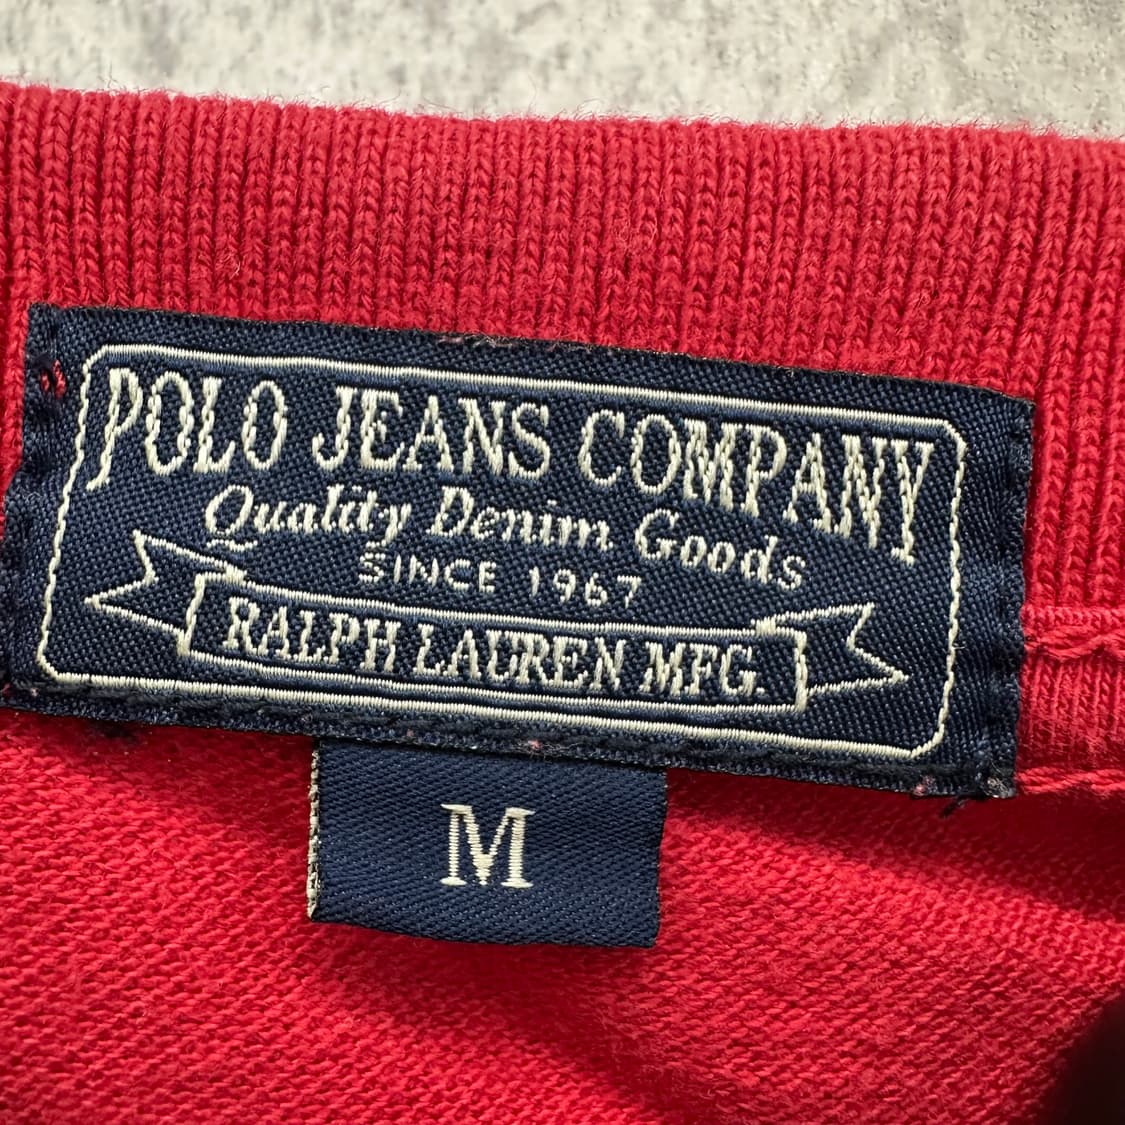 POLO JEANS COMPANY
Quality Denim Goods
SINCE 1967
RALPH LAUREN MFG.
M